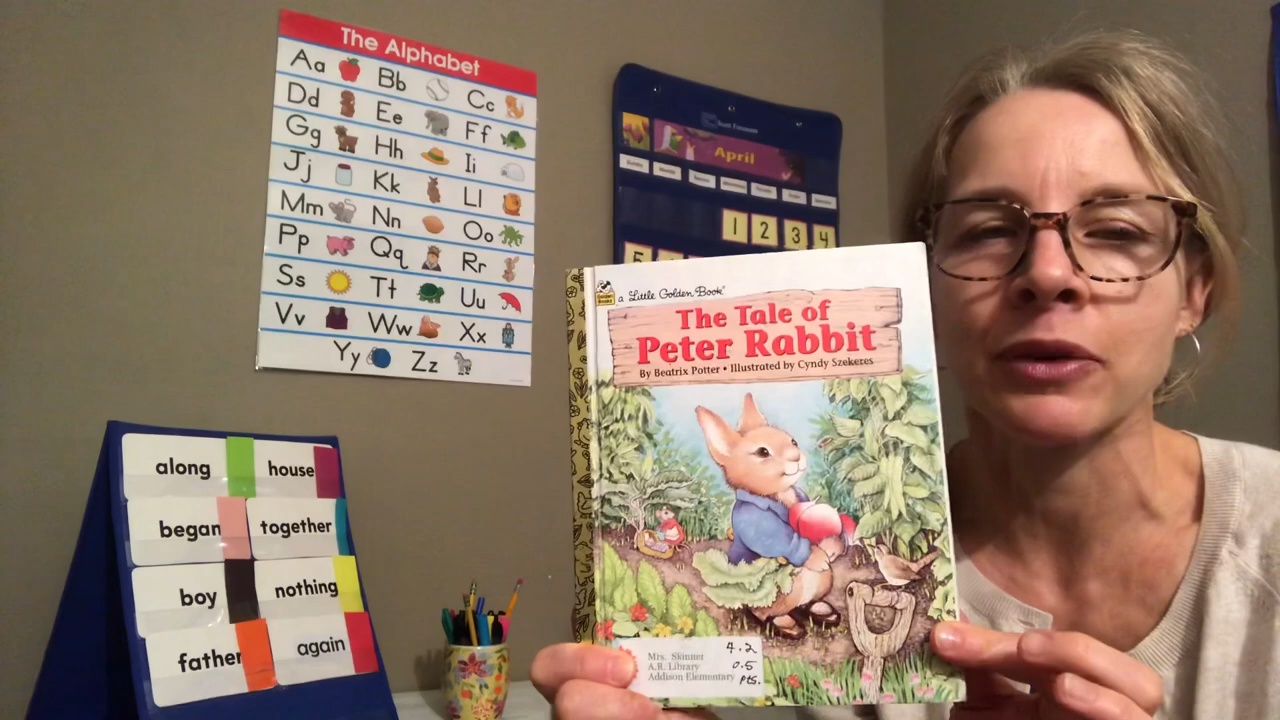 The Alphabet
Aa Bb Cc
Dd Ee Ff
Gg Hh Ii
Jj Kk Ll
Mm Nn Oo
Pp Qq Rr
Ss Tt Uu
Vv Ww Xx
Yy Zz
April
1 2 3 4
5
a Little Golden Book
The Tale of
Peter Rabbit
By Beatrix Potter • Illustrated by Cyndy Szekeres
Mrs. Skinner 4.2
A.R. Library 0.5
Addison Elementary pts.
along house
began together
boy nothing
father again